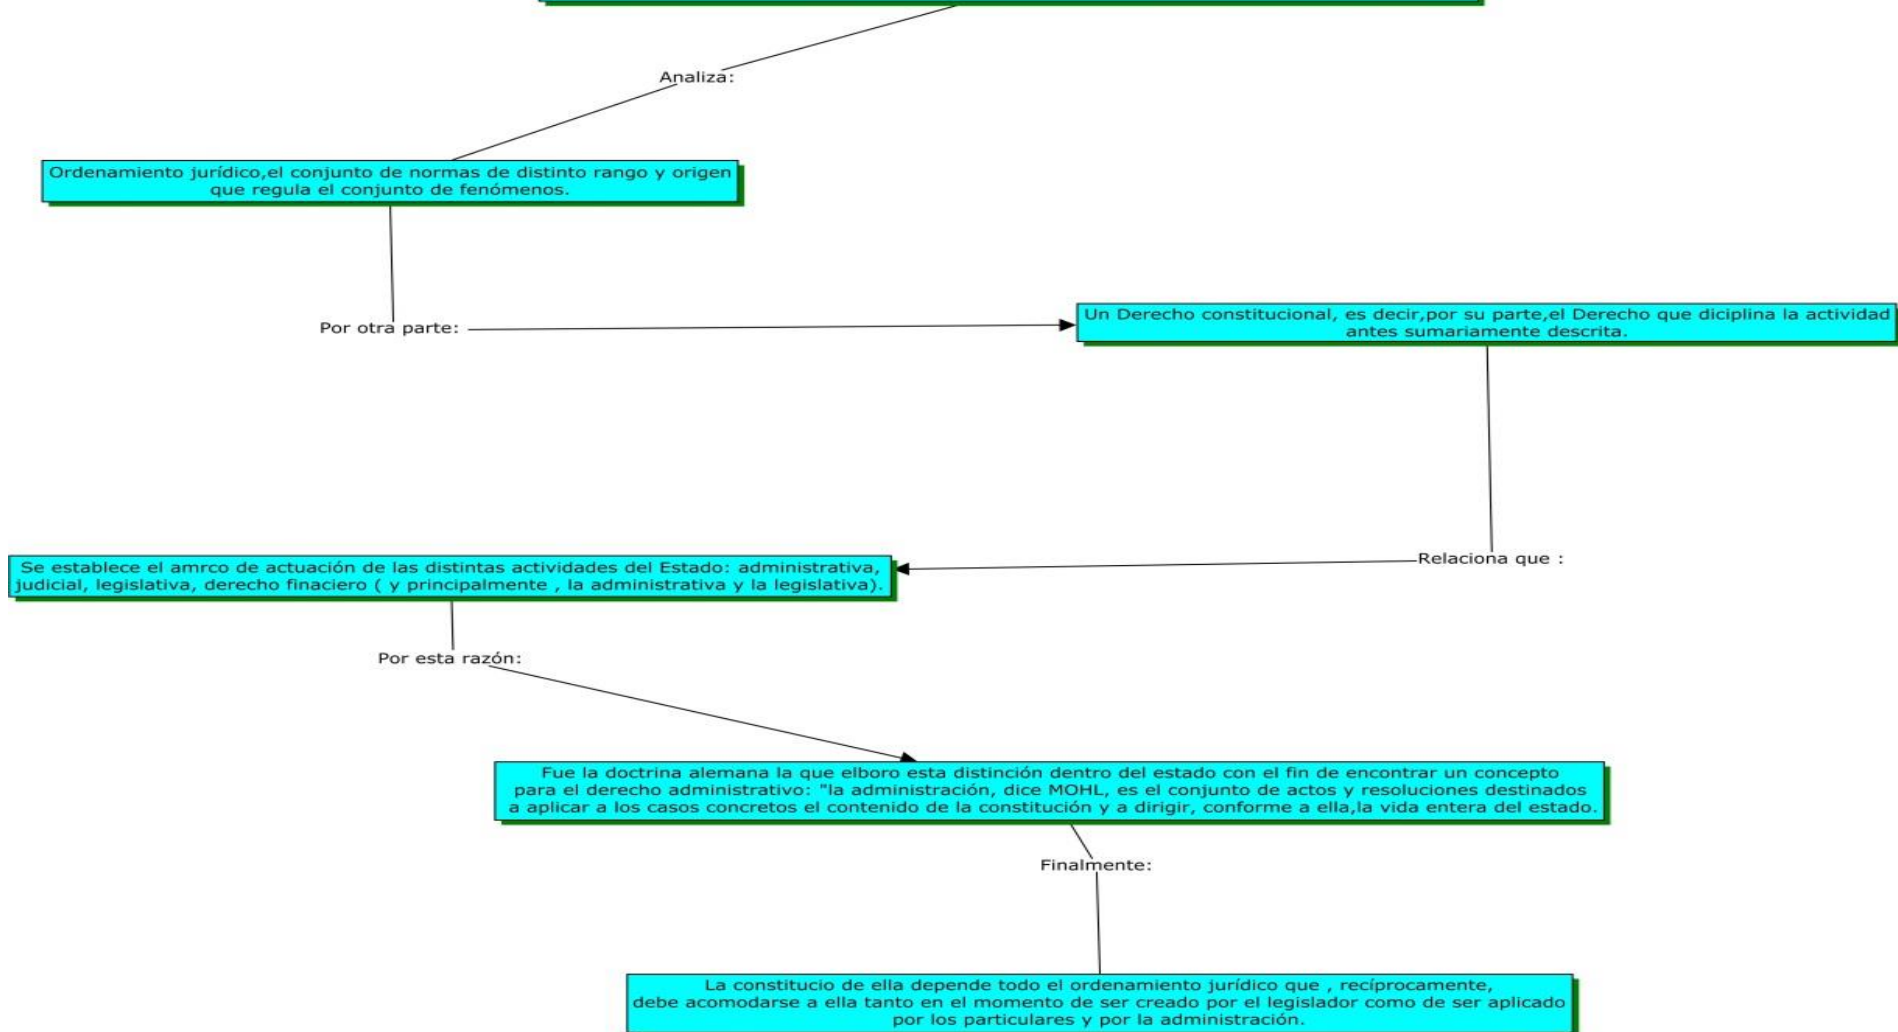 Analiza:
Ordenamiento jurídico,el conjunto de normas de distinto rango y origen
que regula el conjunto de fenómenos.
Por otra parte:
Un Derecho constitucional, es decir,por su parte,el Derecho que diciplina la actividad
antes sumariamente descrita.
Relaciona que :
Se establece el amrco de actuación de las distintas actividades del Estado: administrativa,
judicial, legislativa, derecho finaciero ( y principalmente , la administrativa y la legislativa).
Por esta razón:
Fue la doctrina alemana la que elboro esta distinción dentro del estado con el fin de encontrar un concepto
para el derecho administrativo: "la administración, dice MOHL, es el conjunto de actos y resoluciones destinados
a aplicar a los casos concretos el contenido de la constitución y a dirigir, conforme a ella,la vida entera del estado.
Finalmente:
La constitucio de ella depende todo el ordenamiento jurídico que , recíprocamente,
debe acomodarse a ella tanto en el momento de ser creado por el legislador como de ser aplicado
por los particulares y por la administración.